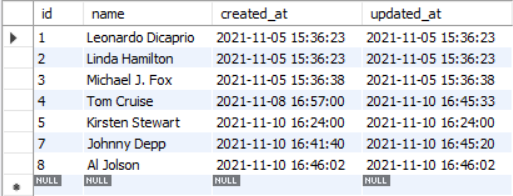 id name created_at updated_at
1 Leonardo Dicaprio 2021-11-05 15:36:23 2021-11-05 15:36:23
2 Linda Hamilton 2021-11-05 15:36:23 2021-11-05 15:36:23
3 Michael J. Fox 2021-11-05 15:36:38 2021-11-05 15:36:38
4 Tom Cruise 2021-11-08 16:57:00 2021-11-10 16:45:33
5 Kirsten Stewart 2021-11-10 16:24:00 2021-11-10 16:24:00
7 Johnny Depp 2021-11-10 16:41:40 2021-11-10 16:45:20
8 Al Jolson 2021-11-10 16:46:02 2021-11-10 16:46:02
NULL NULL NULL NULL